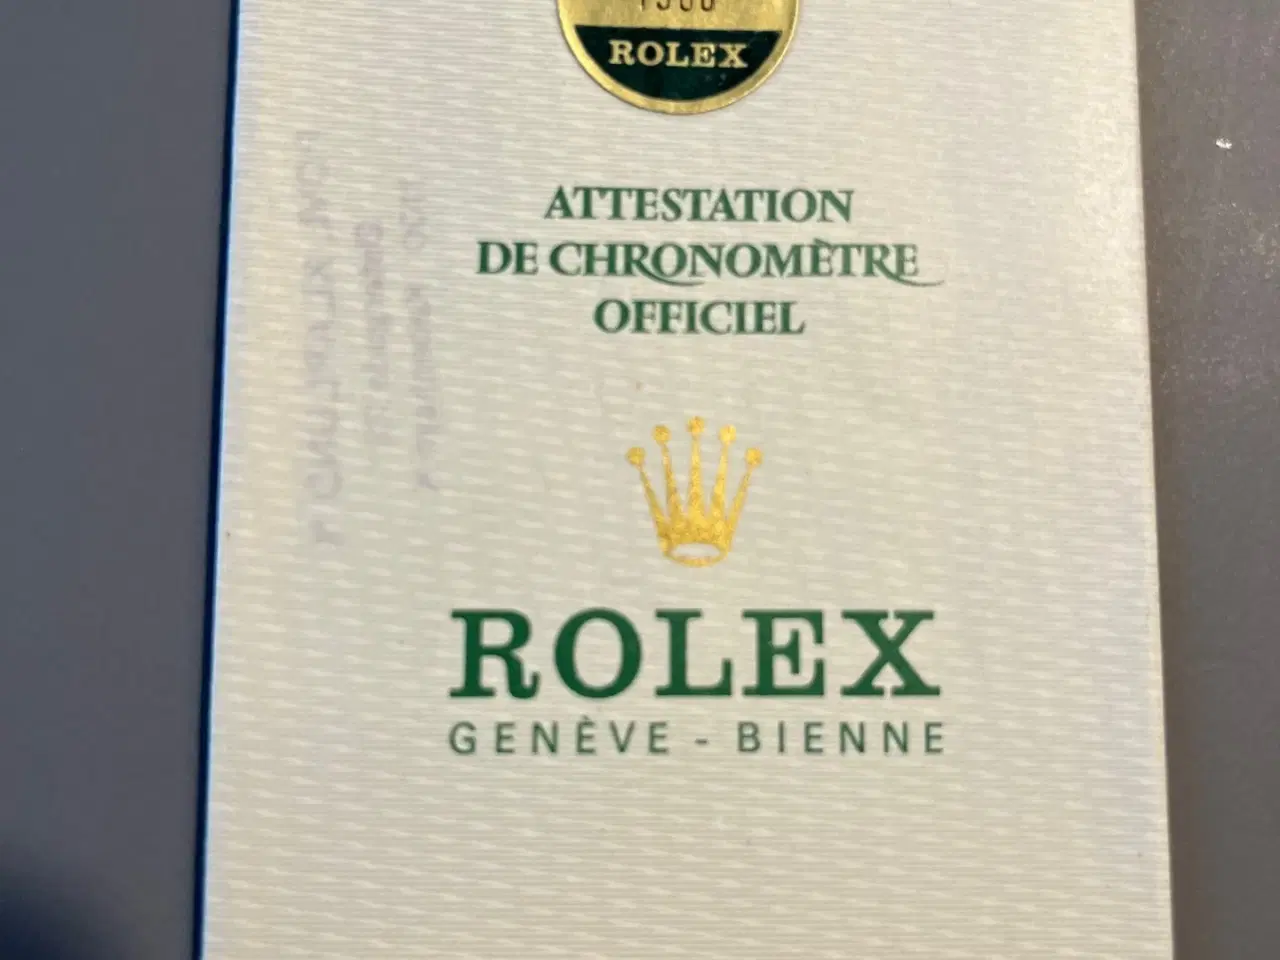 ROLEX
ATTESTATION
DE CHRONOMÈTRE
OFFICIEL
ROLEX
GENÈVE - BIENNE